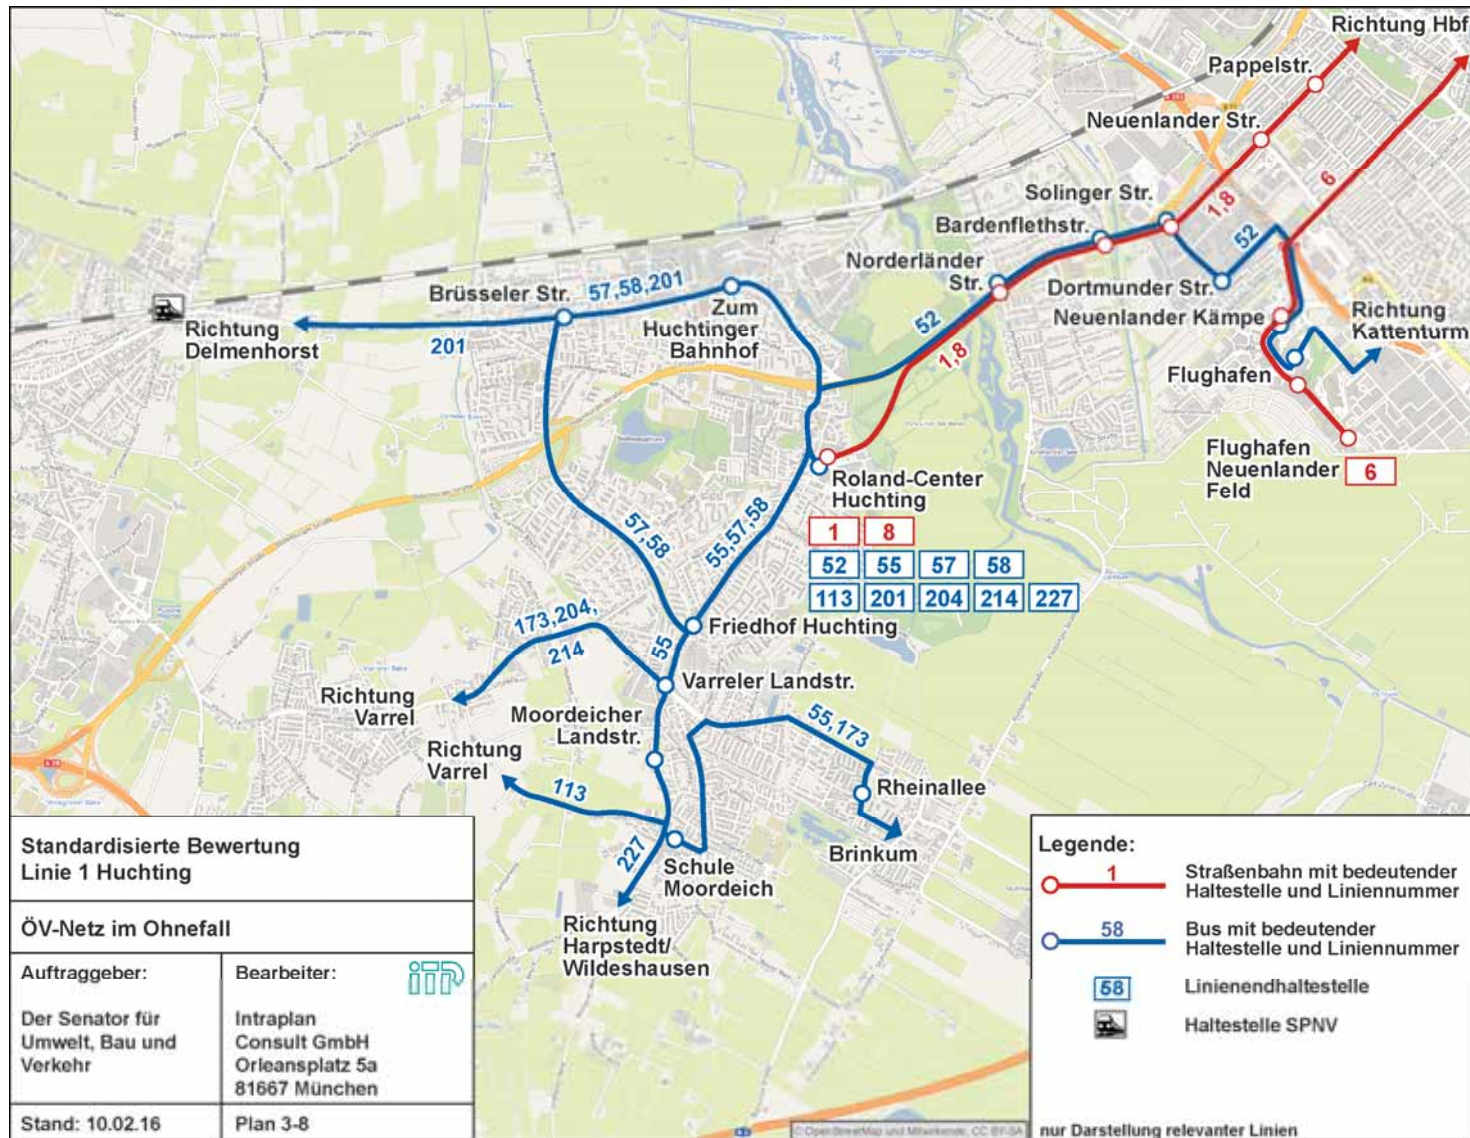 Richtung Hbf
Pappelstr.
Neuenlander Str.
6
1,8
Solinger Str.
Bardenflethstr.
52
Norderländer
Str.
Dortmunder Str.
Neuenlander Kämpe
Richtung
Kattenturm
Flughafen
Flughafen
Neuenlander
Feld
6
Brüsseler Str.
57,58,201
Zum
Huchtinger
Bahnhof
Richtung
Delmenhorst
201
52
1,8
Roland-Center
Huchting
1 8
52 55 57 58
113 201 204 214 227
57,58
55,57,58
Friedhof Huchting
173,204,
214
55
Varreler Landstr.
Richtung
Varrel
Moordeicher
Landstr.
Richtung
Varrel
55,173
113
Rheinallee
227
Schule
Moordeich
Brinkum
Richtung
Harpstedt/
Wildeshausen
Standardisierte Bewertung
Linie 1 Huchting
ÖV-Netz im Ohnefall
Auftraggeber:
Der Senator für
Umwelt, Bau und
Verkehr
Bearbeiter:
itp
Intraplan
Consult GmbH
Orleansplatz 5a
81667 München
Stand: 10.02.16
Plan 3-8
Legende:
1
Straßenbahn mit bedeutender
Haltestelle und Liniennummer
58
Bus mit bedeutender
Haltestelle und Liniennummer
58
Linienendhaltestelle
Haltestelle SPNV
nur Darstellung relevanter Linien
© OpenStreetMap und Mitwirkende, CC BY-SA